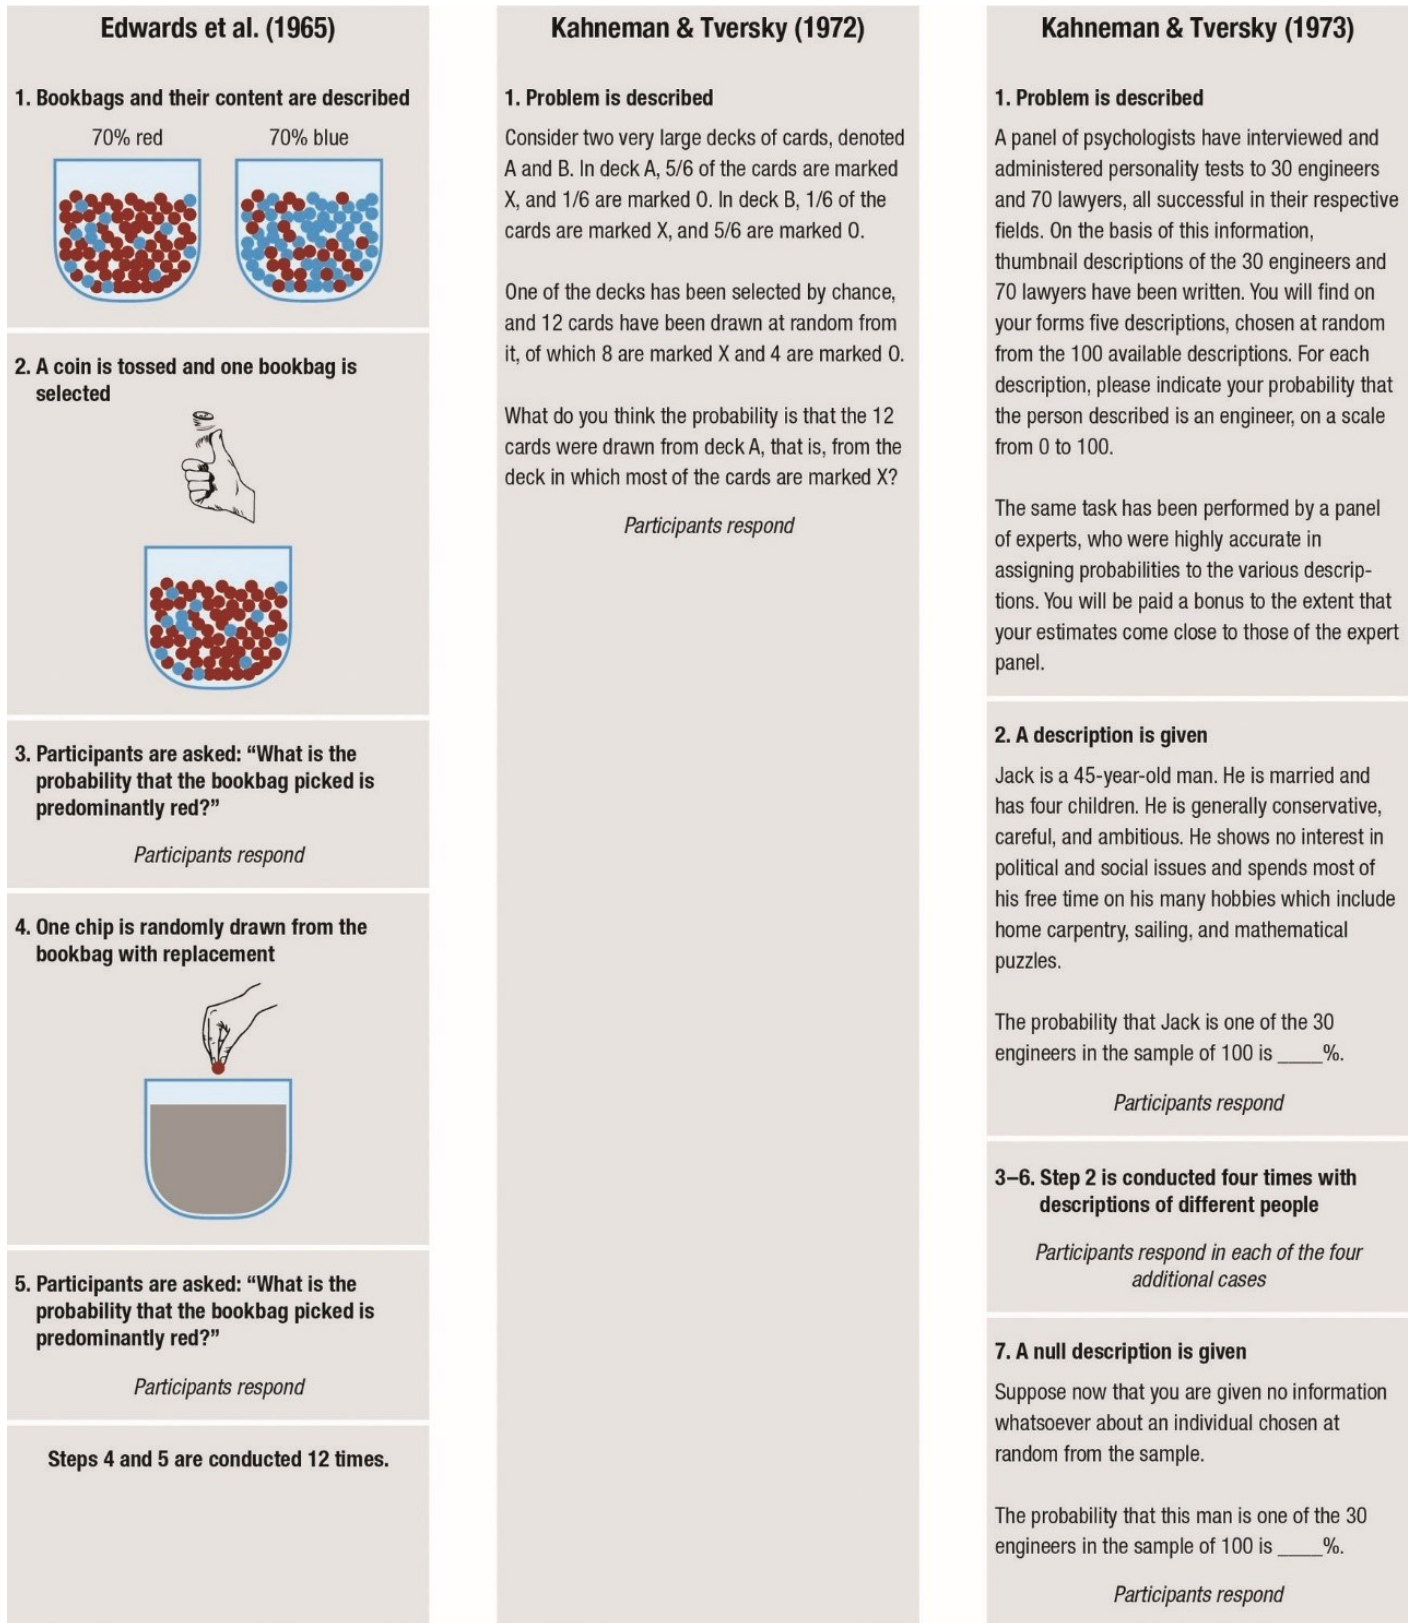 Edwards et al. (1965)
1. Bookbags and their content are described
70% red
70% blue
2. A coin is tossed and one bookbag is
selected
3. Participants are asked: “What is the
probability that the bookbag picked is
predominantly red?”
Participants respond
4. One chip is randomly drawn from the
bookbag with replacement
5. Participants are asked: “What is the
probability that the bookbag picked is
predominantly red?”
Participants respond
Steps 4 and 5 are conducted 12 times.
Kahneman & Tversky (1972)
1. Problem is described
Consider two very large decks of cards, denoted
A and B. In deck A, 5/6 of the cards are marked
X, and 1/6 are marked O. In deck B, 1/6 of the
cards are marked X, and 5/6 are marked O.
One of the decks has been selected by chance,
and 12 cards have been drawn at random from
it, of which 8 are marked X and 4 are marked O.
What do you think the probability is that the 12
cards were drawn from deck A, that is, from the
deck in which most of the cards are marked X?
Participants respond
Kahneman & Tversky (1973)
1. Problem is described
A panel of psychologists have interviewed and
administered personality tests to 30 engineers
and 70 lawyers, all successful in their respective
fields. On the basis of this information,
thumbnail descriptions of the 30 engineers and
70 lawyers have been written. You will find on
your forms five descriptions, chosen at random
from the 100 available descriptions. For each
description, please indicate your probability that
the person described is an engineer, on a scale
from 0 to 100.
The same task has been performed by a panel
of experts, who were highly accurate in
assigning probabilities to the various descrip-
tions. You will be paid a bonus to the extent that
your estimates come close to those of the expert
panel.
2. A description is given
Jack is a 45-year-old man. He is married and
has four children. He is generally conservative,
careful, and ambitious. He shows no interest in
political and social issues and spends most of
his free time on his many hobbies which include
home carpentry, sailing, and mathematical
puzzles.
The probability that Jack is one of the 30
engineers in the sample of 100 is ____%.
Participants respond
3–6. Step 2 is conducted four times with
descriptions of different people
Participants respond in each of the four
additional cases
7. A null description is given
Suppose now that you are given no information
whatsoever about an individual chosen at
random from the sample.
The probability that this man is one of the 30
engineers in the sample of 100 is ____%.
Participants respond